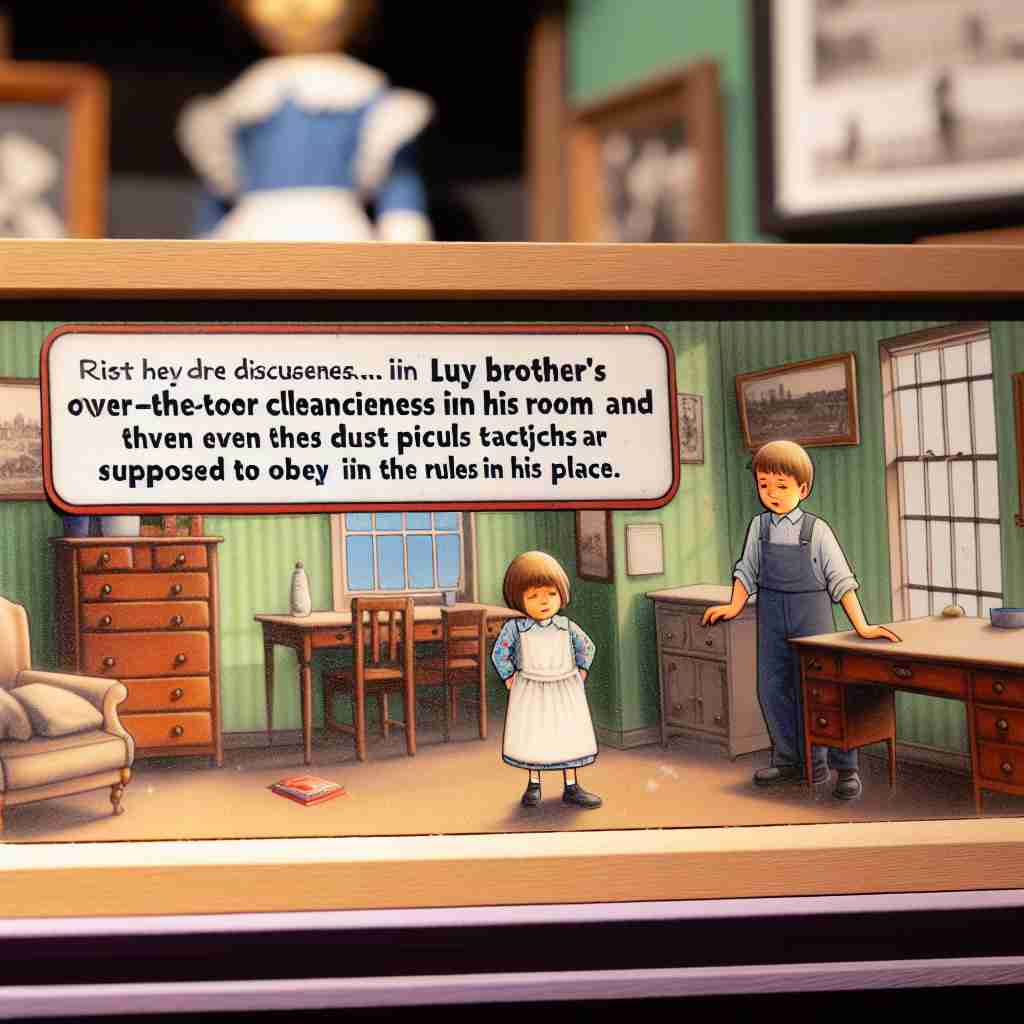 Rist hey dre discusenes... iin Luy brother's
over-the-toor clleancieness iin his room and
thven even thes dust piculs tactjchs ar
supposed to obey iin the rules in his place.